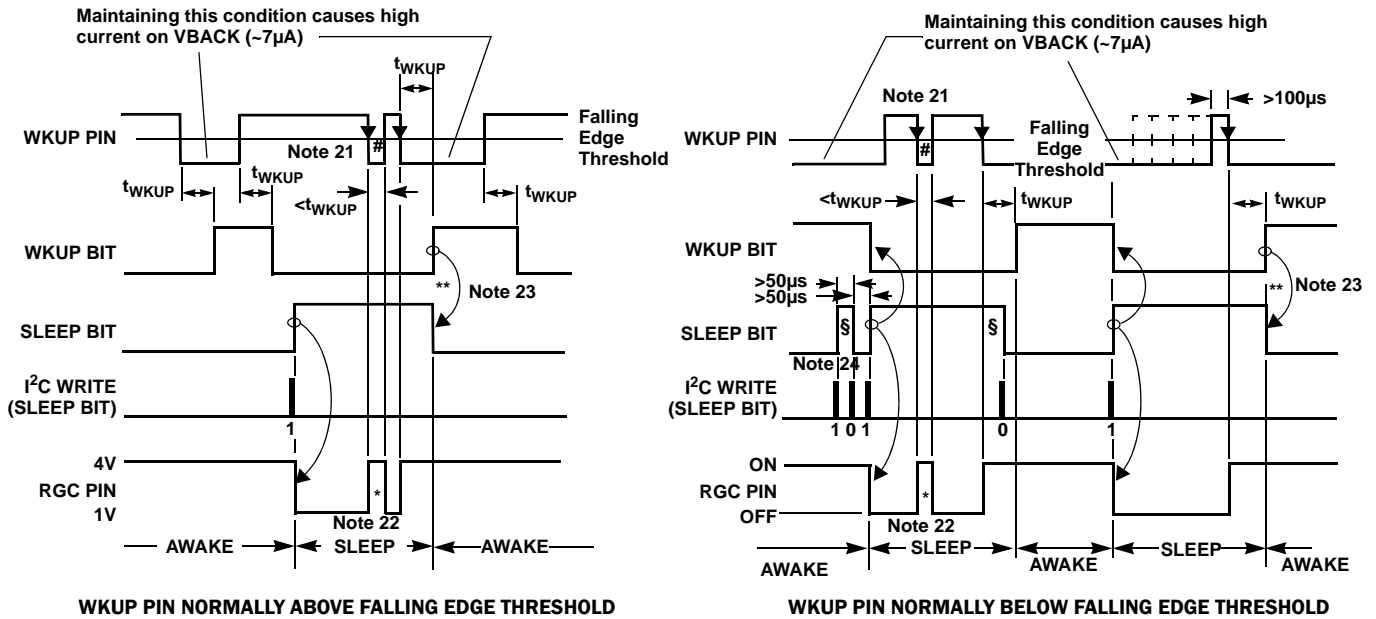 Maintaining this condition causes high
current on VBACK (~7µA)
tWKUP
WKUP PIN
Note 21
#
Falling
Edge
Threshold
tWKUP
tWKUP
<tWKUP
tWKUP
WKUP BIT
**
Note 23
SLEEP BIT
I2C WRITE
(SLEEP BIT)
1
4V
RGC PIN
1V
*
Note 22
AWAKE
SLEEP
AWAKE
WKUP PIN NORMALLY ABOVE FALLING EDGE THRESHOLD
Maintaining this condition causes high
current on VBACK (~7µA)
Note 21
>100µs
WKUP PIN
#
Falling
Edge
Threshold
<tWKUP
tWKUP
tWKUP
WKUP BIT
>50µs
>50µs
**
Note 23
SLEEP BIT
§
§
Note 24
I2C WRITE
(SLEEP BIT)
1 0 1
0
1
ON
RGC PIN
OFF
*
Note 22
AWAKE
SLEEP
AWAKE
SLEEP
AWAKE
WKUP PIN NORMALLY BELOW FALLING EDGE THRESHOLD